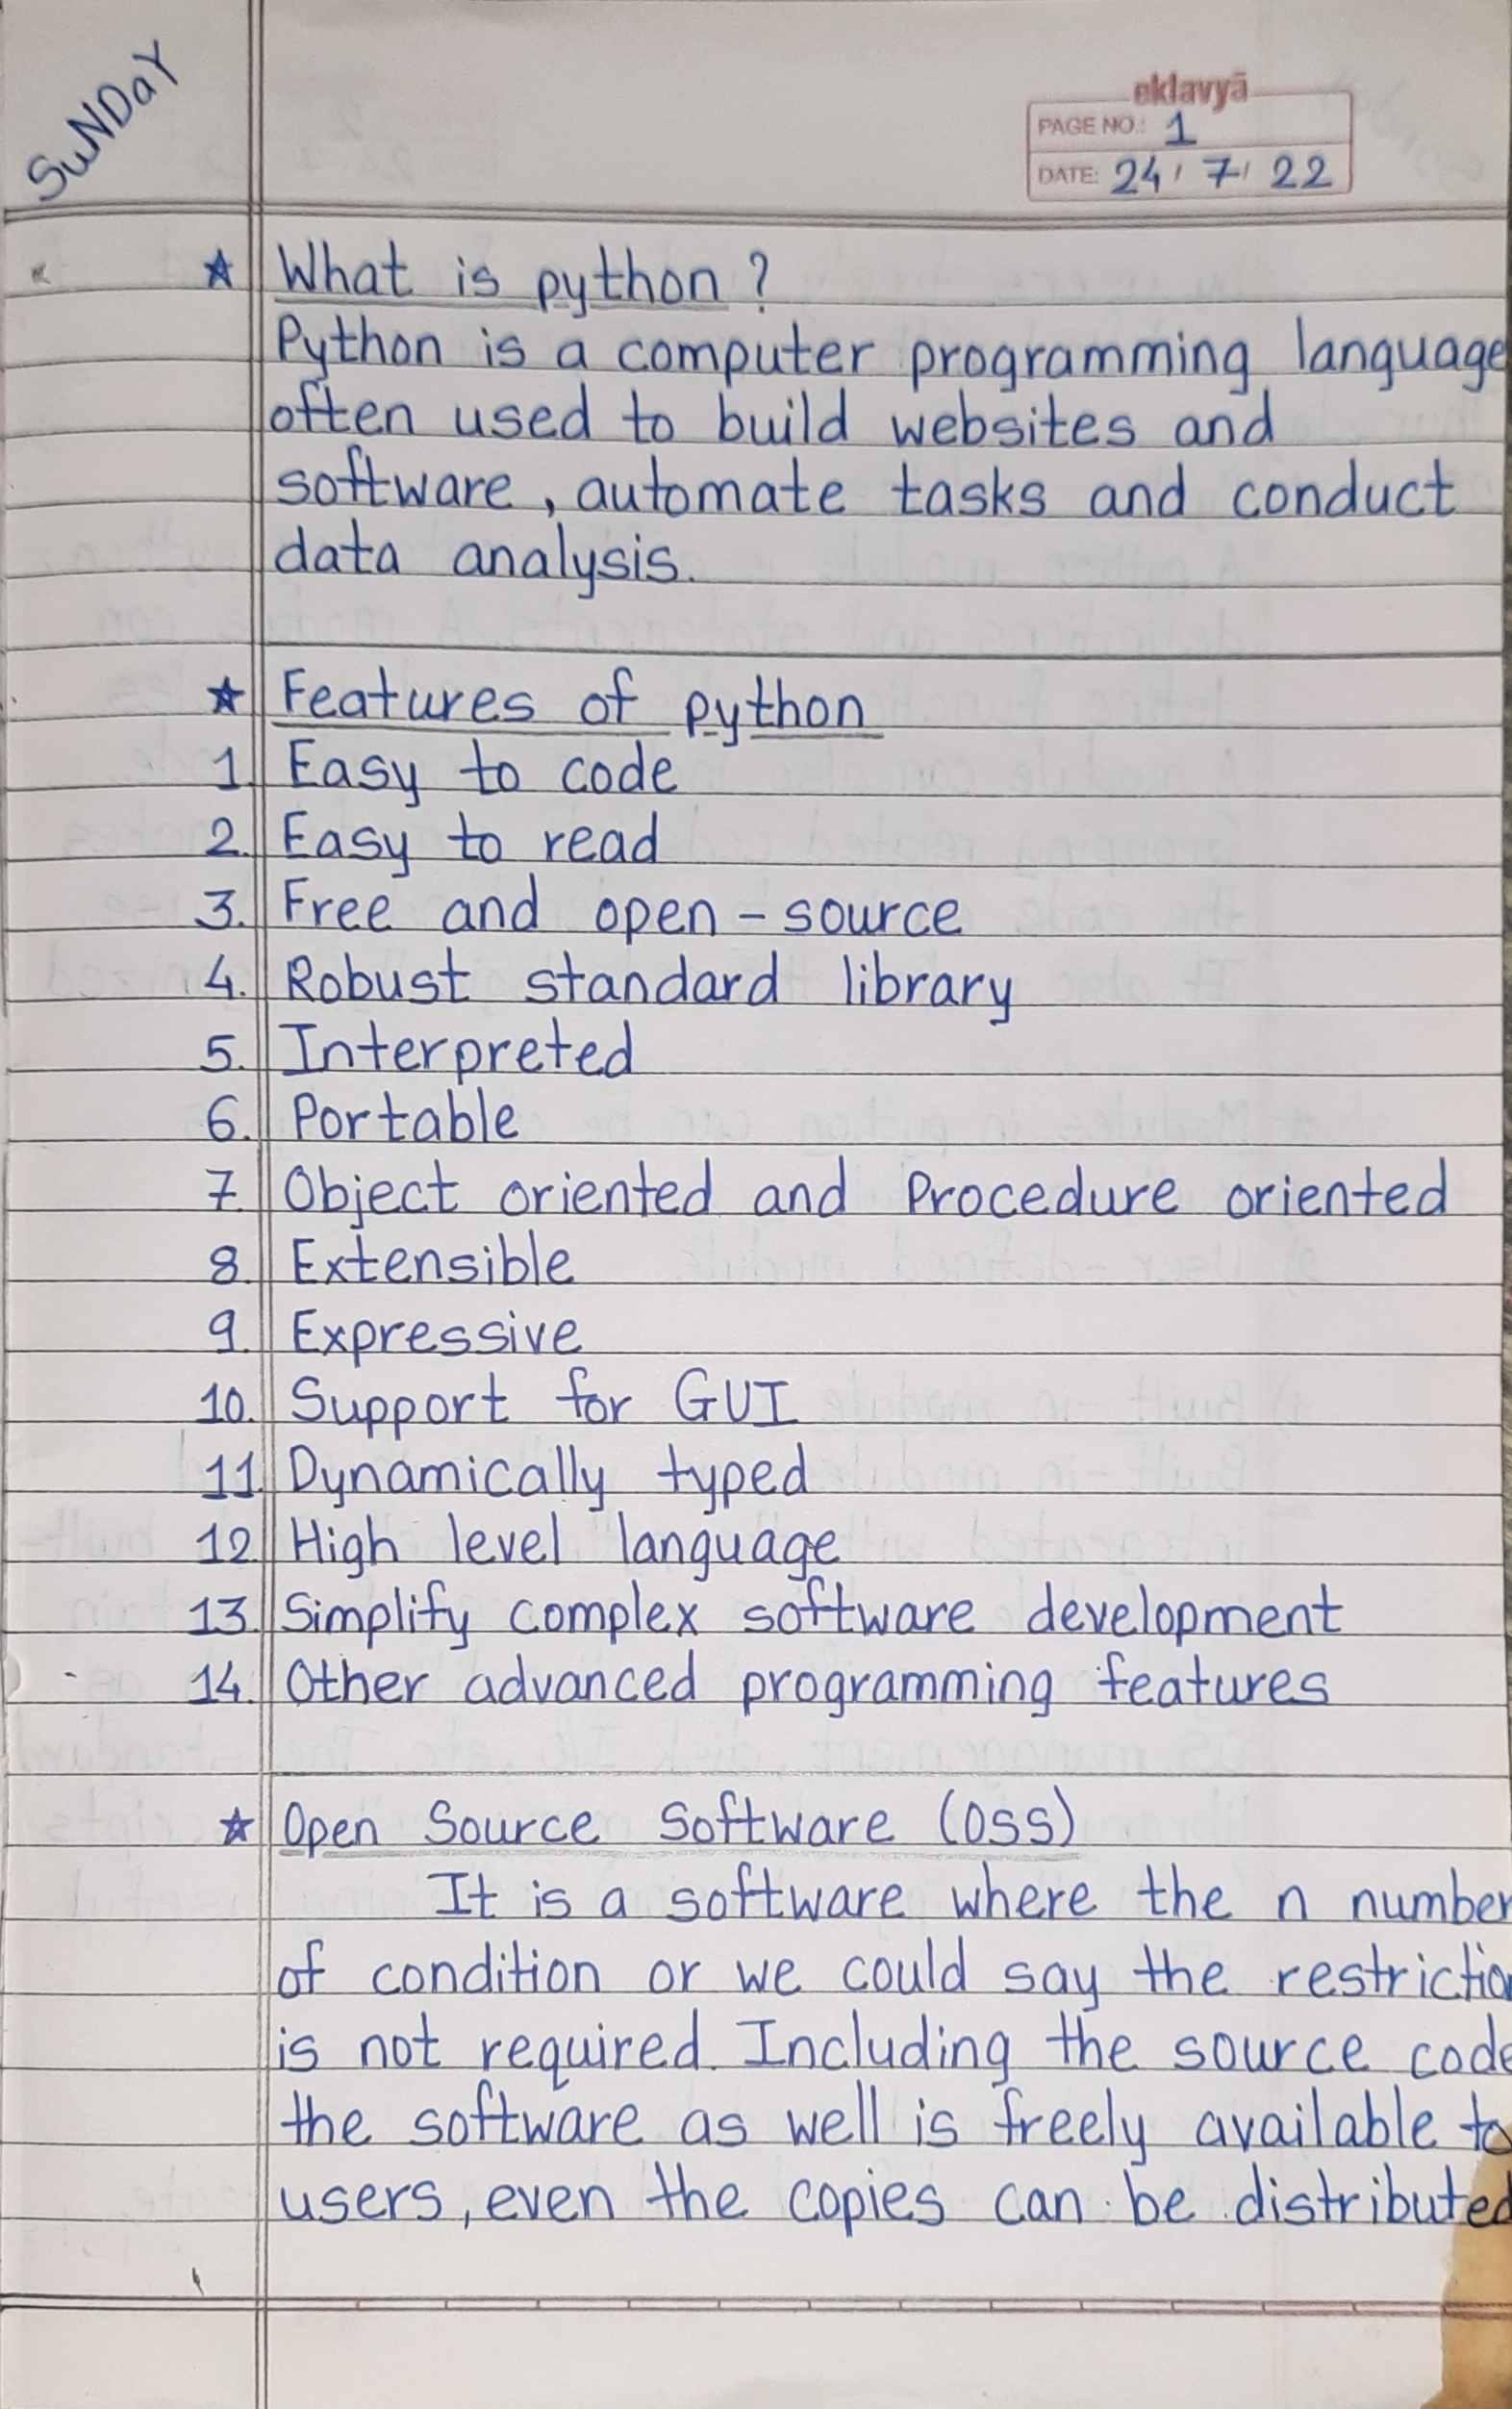 SUNDaY
eklavyā
PAGE NO.: 1
DATE: 24/7/22
★ What is python ?
Python is a computer programming language
often used to build websites and
software, automate tasks and conduct
data analysis.
★ Features of python
1. Easy to code
2. Easy to read
3. Free and open - source
4. Robust standard library
5. Interpreted
6. Portable
7. Object oriented and Procedure oriented
8. Extensible
9. Expressive
10. Support for GUI
11. Dynamically typed
12. High level language
13. Simplify complex software development
14. Other advanced programming features
★ Open Source Software (OSS)
It is a software where the n number
of condition or we could say the restriction
is not required. Including the source code
the software as well is freely available to
users, even the copies can be distributed